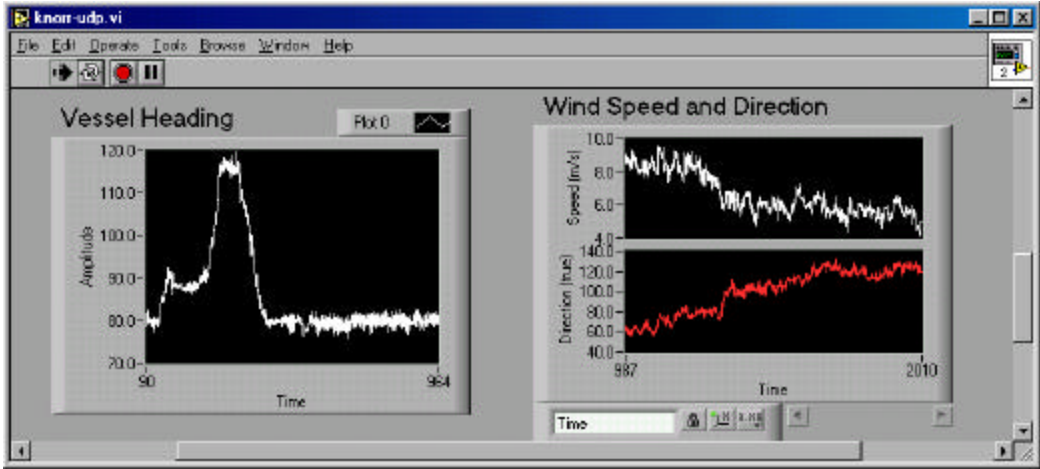 knorr-udp.vi
File Edit Operate Tools Browse Window Help
2
Vessel Heading
Plot 0
120.0
110.0
100.0
90.0
80.0
70.0
Amplitude
90
964
Time
Wind Speed and Direction
10.0
8.0
6.0
4.0
Speed (m/s)
140.0
120.0
100.0
80.0
60.0
40.0
Direction (true)
987
2010
Time
Time